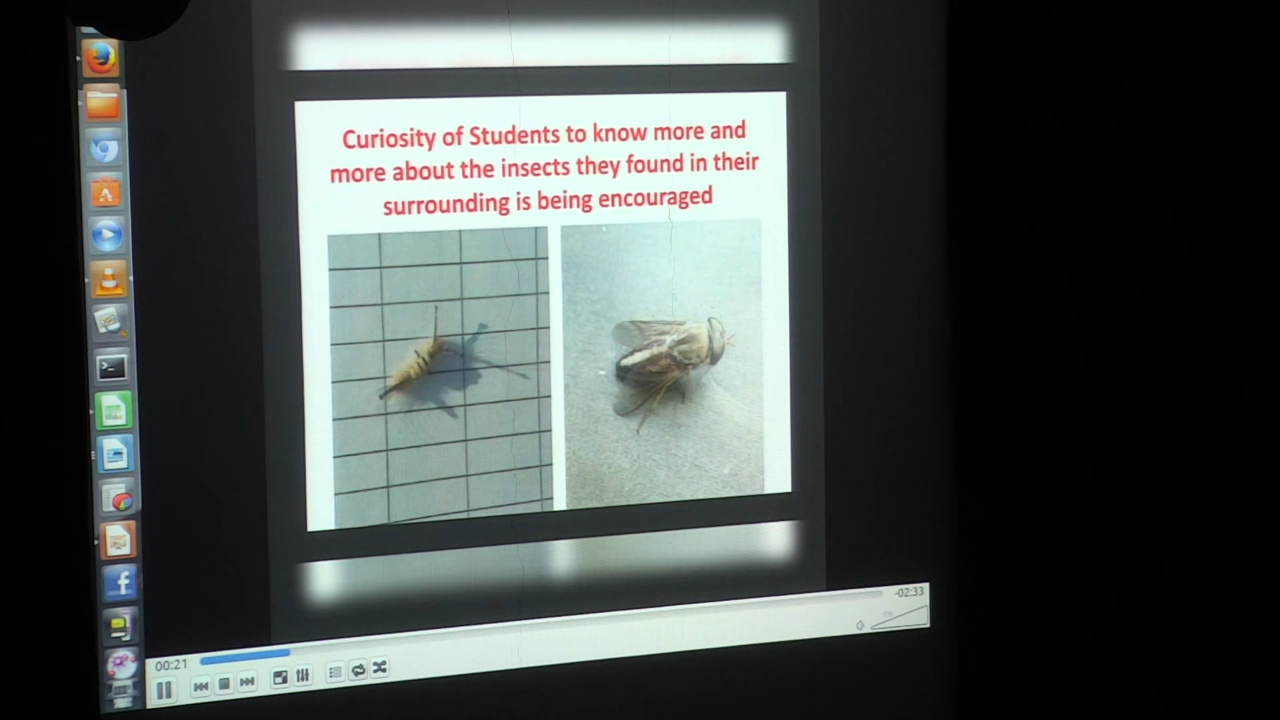 Curiosity of Students to know more and
more about the insects they found in their
surrounding is being encouraged
-02:33
00:21